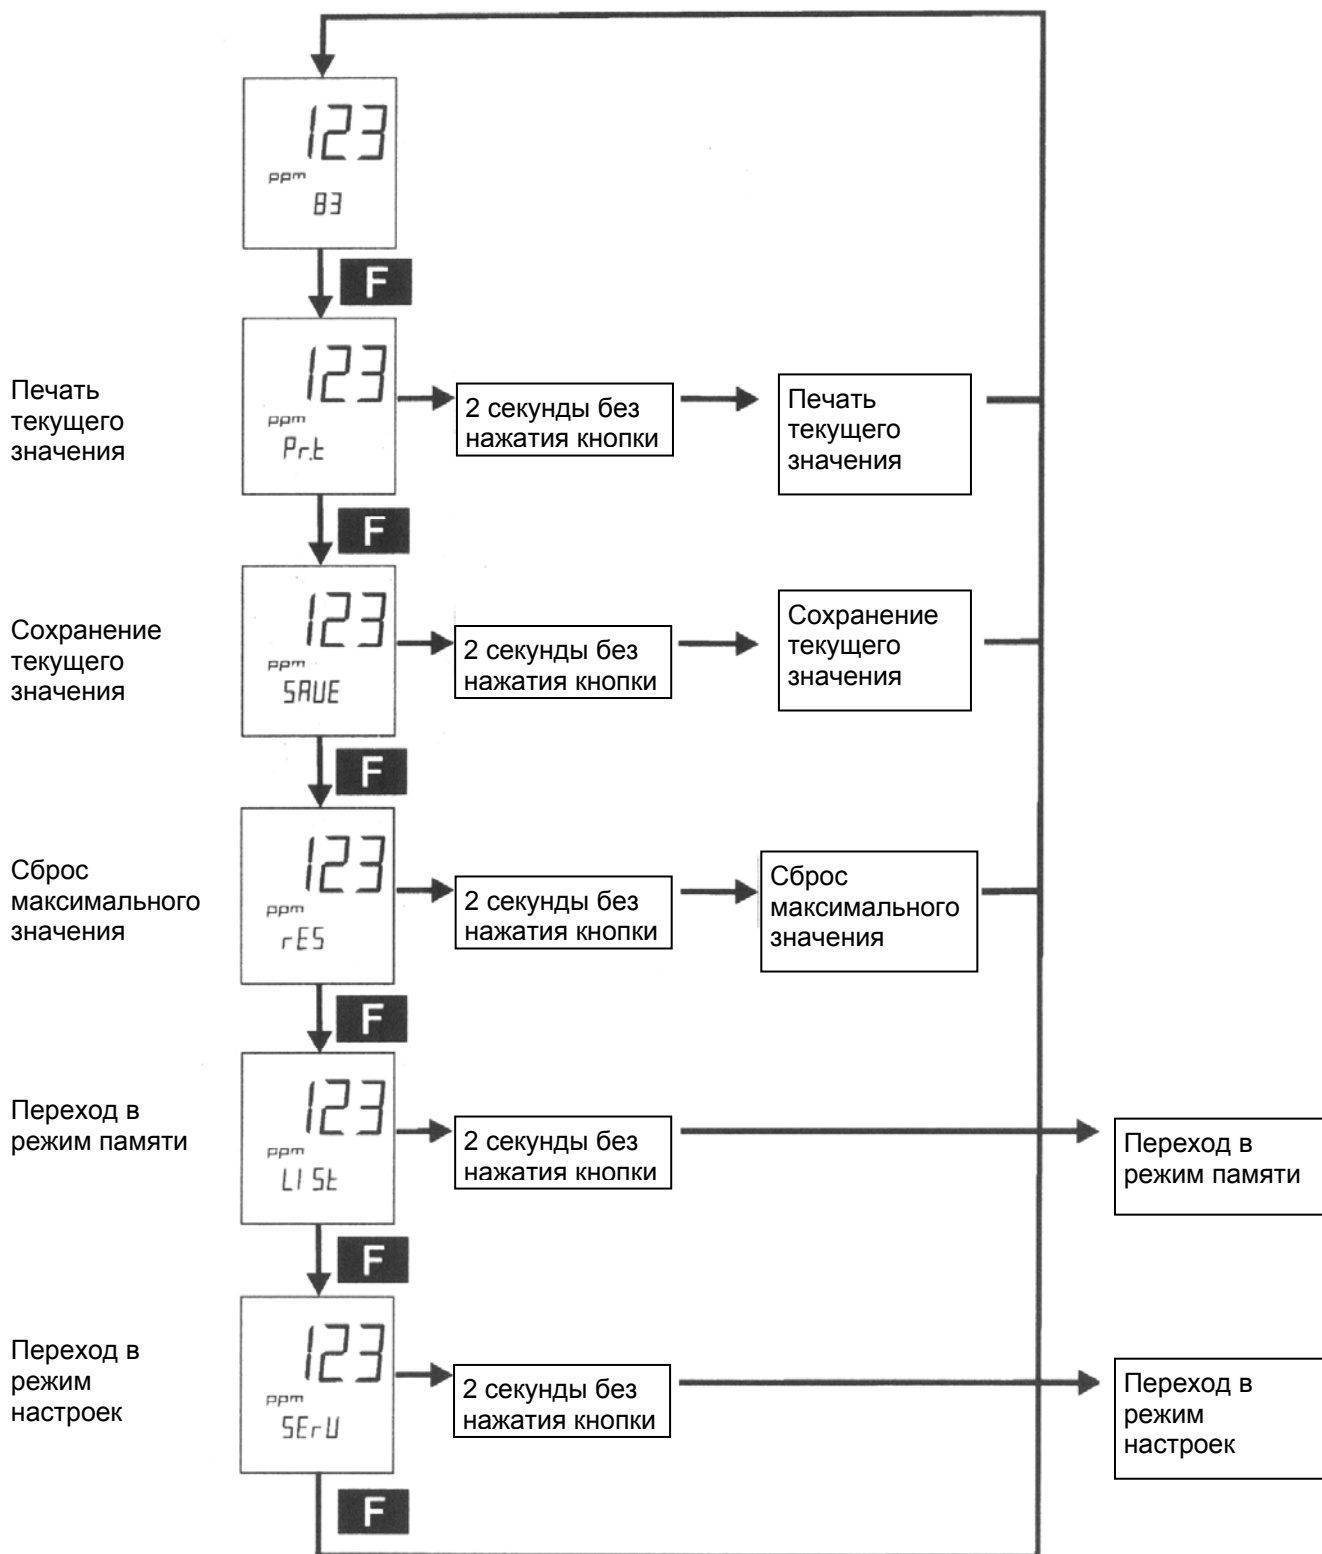 123
ppm
83
F
Печать
текущего
значения
123
ppm
Pr.t
2 секунды без
нажатия кнопки
Печать
текущего
значения
F
Сохранение
текущего
значения
123
ppm
SAVE
2 секунды без
нажатия кнопки
Сохранение
текущего
значения
F
Сброс
максимального
значения
123
ppm
rES
2 секунды без
нажатия кнопки
Сброс
максимального
значения
F
Переход в
режим памяти
123
ppm
LISt
2 секунды без
нажатия кнопки
Переход в
режим памяти
F
Переход в
режим
настроек
123
ppm
SErU
2 секунды без
нажатия кнопки
Переход в
режим
настроек
F